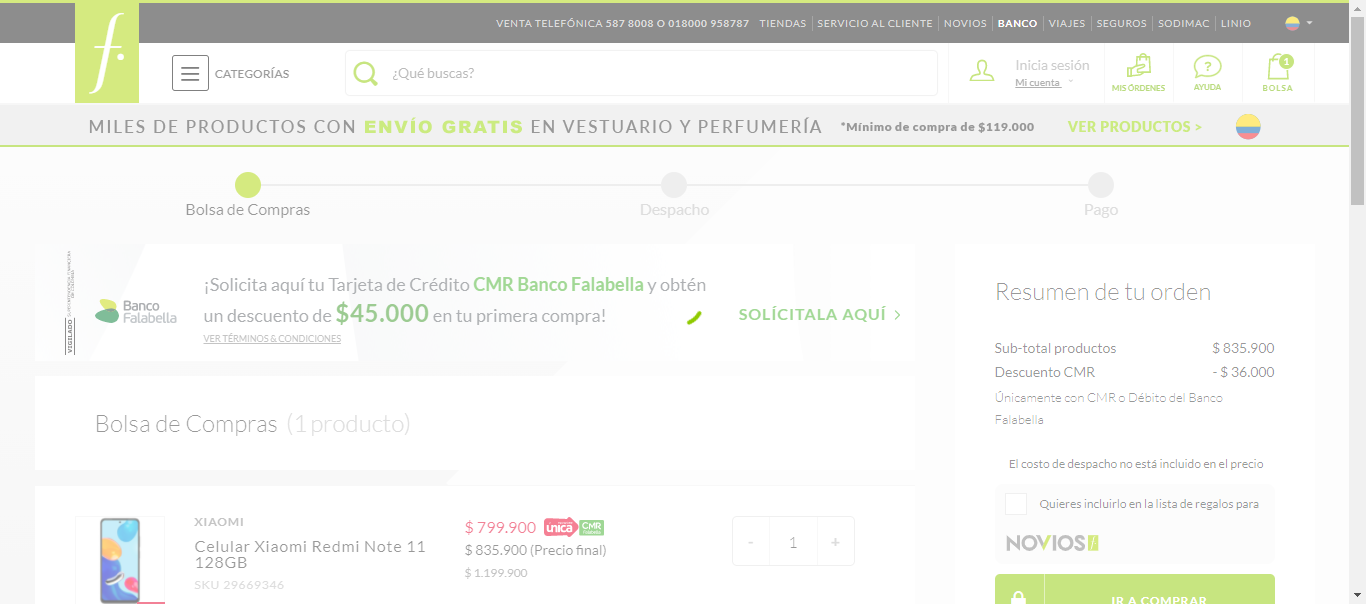 VENTA TELEFÓNICA 587 8008 O 018000 958787 TIENDAS SERVICIO AL CLIENTE NOVIOS BANCO VIAJES SEGUROS SODIMAC LINIO
f.
CATEGORÍAS
¿Qué buscas?
Inicia sesión
Mi cuenta
MIS ÓRDENES
AYUDA
1
BOLSA
MILES DE PRODUCTOS CON ENVÍO GRATIS EN VESTUARIO Y PERFUMERÍA *Mínimo de compra de $119.000 VER PRODUCTOS >
Bolsa de Compras
Despacho
Pago
VIGILADO
Banco
Falabella
¡Solicita aquí tu Tarjeta de Crédito CMR Banco Falabella y obtén
un descuento de $45.000 en tu primera compra!
VER TÉRMINOS & CONDICIONES
SOLÍCITALA AQUÍ >
Bolsa de Compras (1 producto)
XIAOMI
Celular Xiaomi Redmi Note 11
128GB
SKU 29669346
$ 799.900 única CMR
$ 835.900 (Precio final)
$ 1.199.900
- 1 +
Resumen de tu orden
Sub-total productos $ 835.900
Descuento CMR - $ 36.000
Únicamente con CMR o Débito del Banco
Falabella
El costo de despacho no está incluido en el precio
Quieres incluirlo en la lista de regalos para
NOVIOS f.
IR A COMPRAR